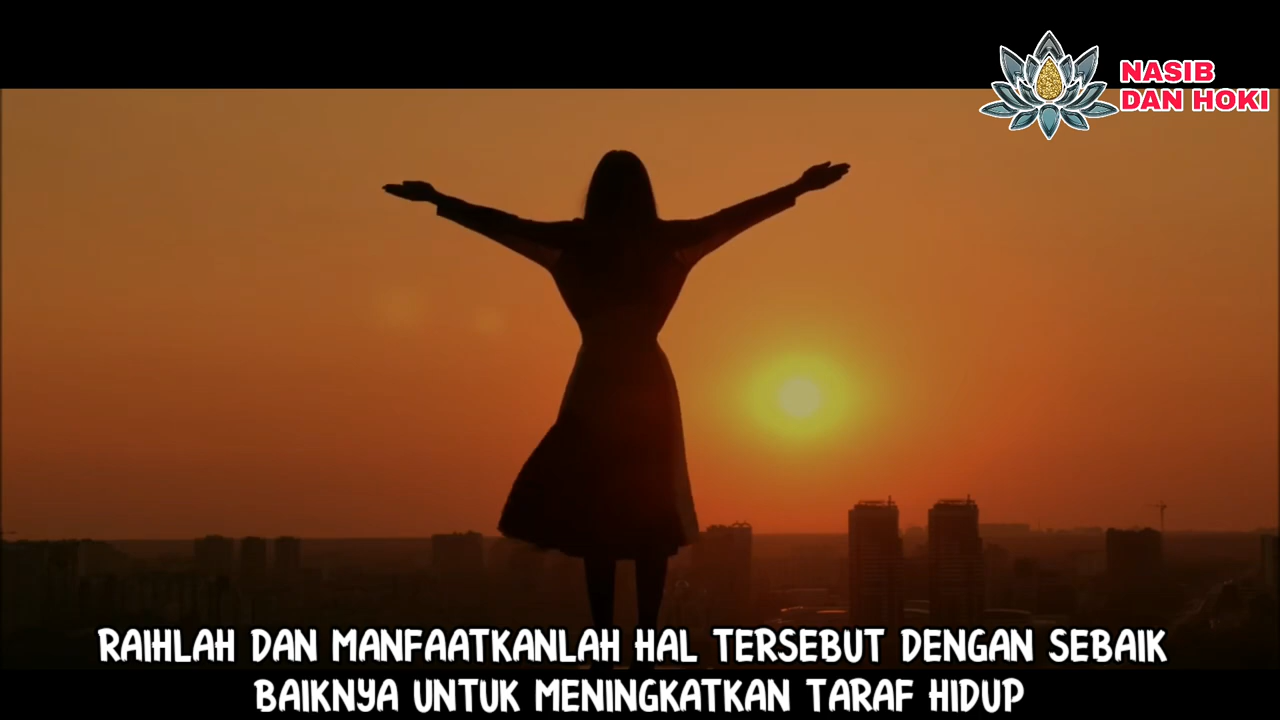 NASIB
DAN HOKI
RAIHLAH DAN MANFAATKANLAH HAL TERSEBUT DENGAN SEBAIK
BAIKNYA UNTUK MENINGKATKAN TARAF HIDUP